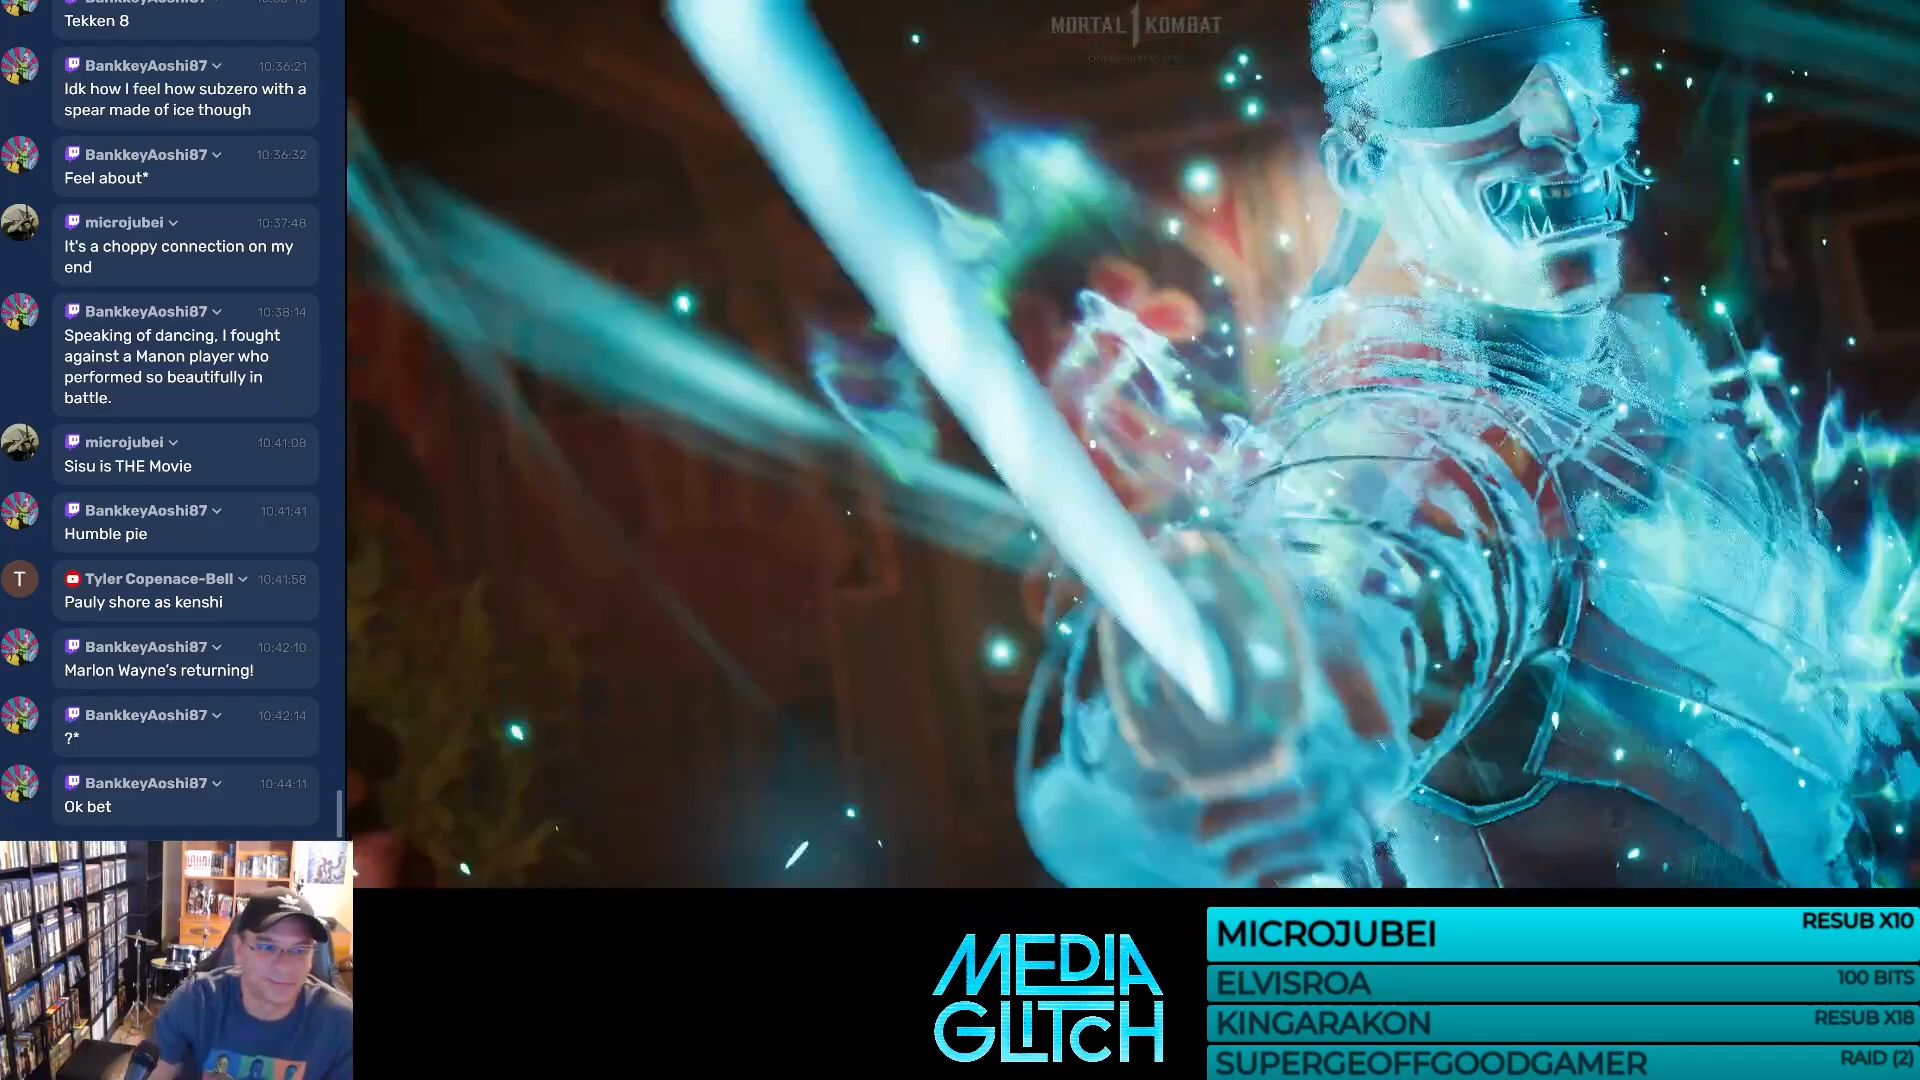 Tekken 8
BankkeyAoshi87 10:36:21
Idk how I feel how subzero with a
spear made of ice though
BankkeyAoshi87 10:36:32
Feel about*
microjubei 10:37:48
It's a choppy connection on my
end
BankkeyAoshi87 10:38:14
Speaking of dancing, I fought
against a Manon player who
performed so beautifully in
battle.
microjubei 10:41:08
Sisu is THE Movie
BankkeyAoshi87 10:41:41
Humble pie
T
Tyler Copenace-Bell 10:41:58
Pauly shore as kenshi
BankkeyAoshi87 10:42:10
Marlon Wayne's returning!
BankkeyAoshi87 10:42:14
?*
BankkeyAoshi87 10:44:11
Ok bet
MORTAL 1 KOMBAT
MEDIA
GLITCH
MICROJUBEI RESUB X10
ELVISROA 100 BITS
KINGARAKON RESUB X18
SUPERGEOFFGOODGAMER RAID (2)